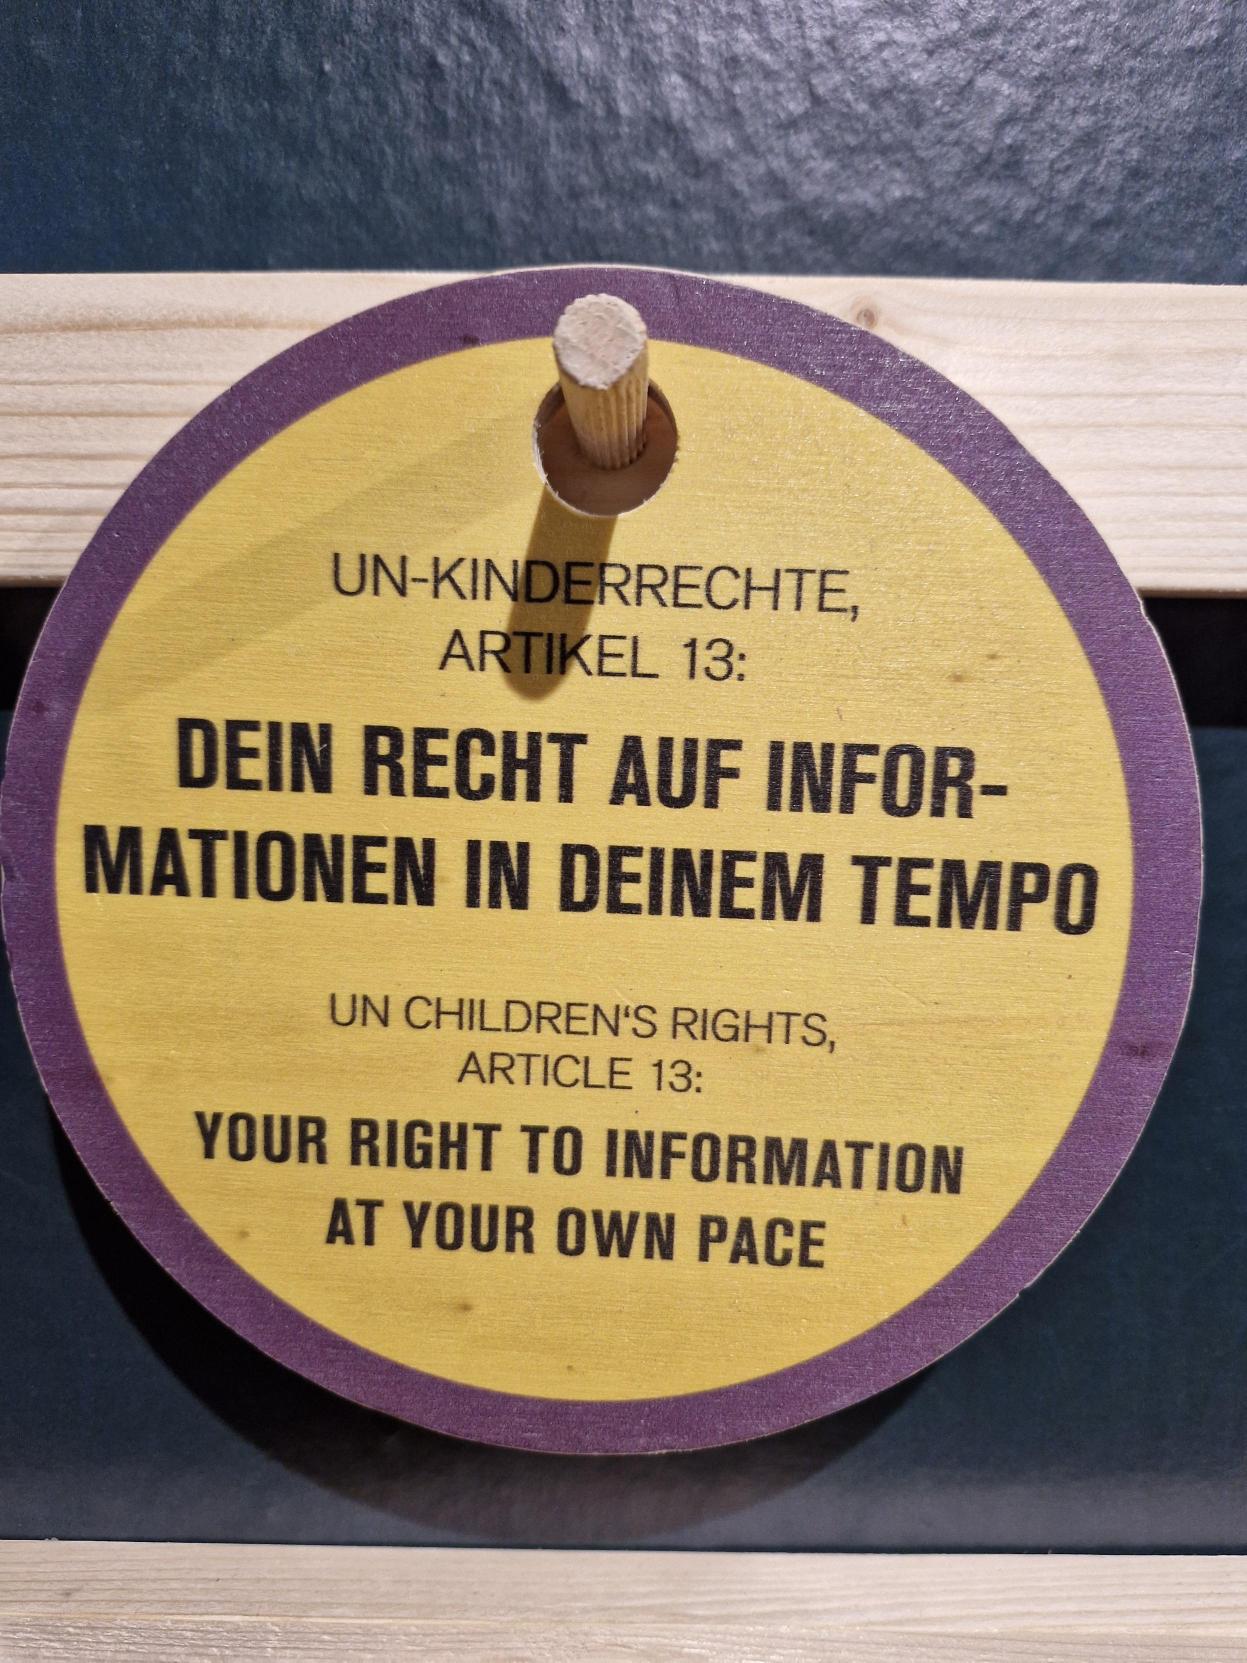 UN-KINDERRECHTE,
ARTIKEL 13:
DEIN RECHT AUF INFOR-
MATIONEN IN DEINEM TEMPO
UN CHILDREN‘S RIGHTS,
ARTICLE 13:
YOUR RIGHT TO INFORMATION
AT YOUR OWN PACE